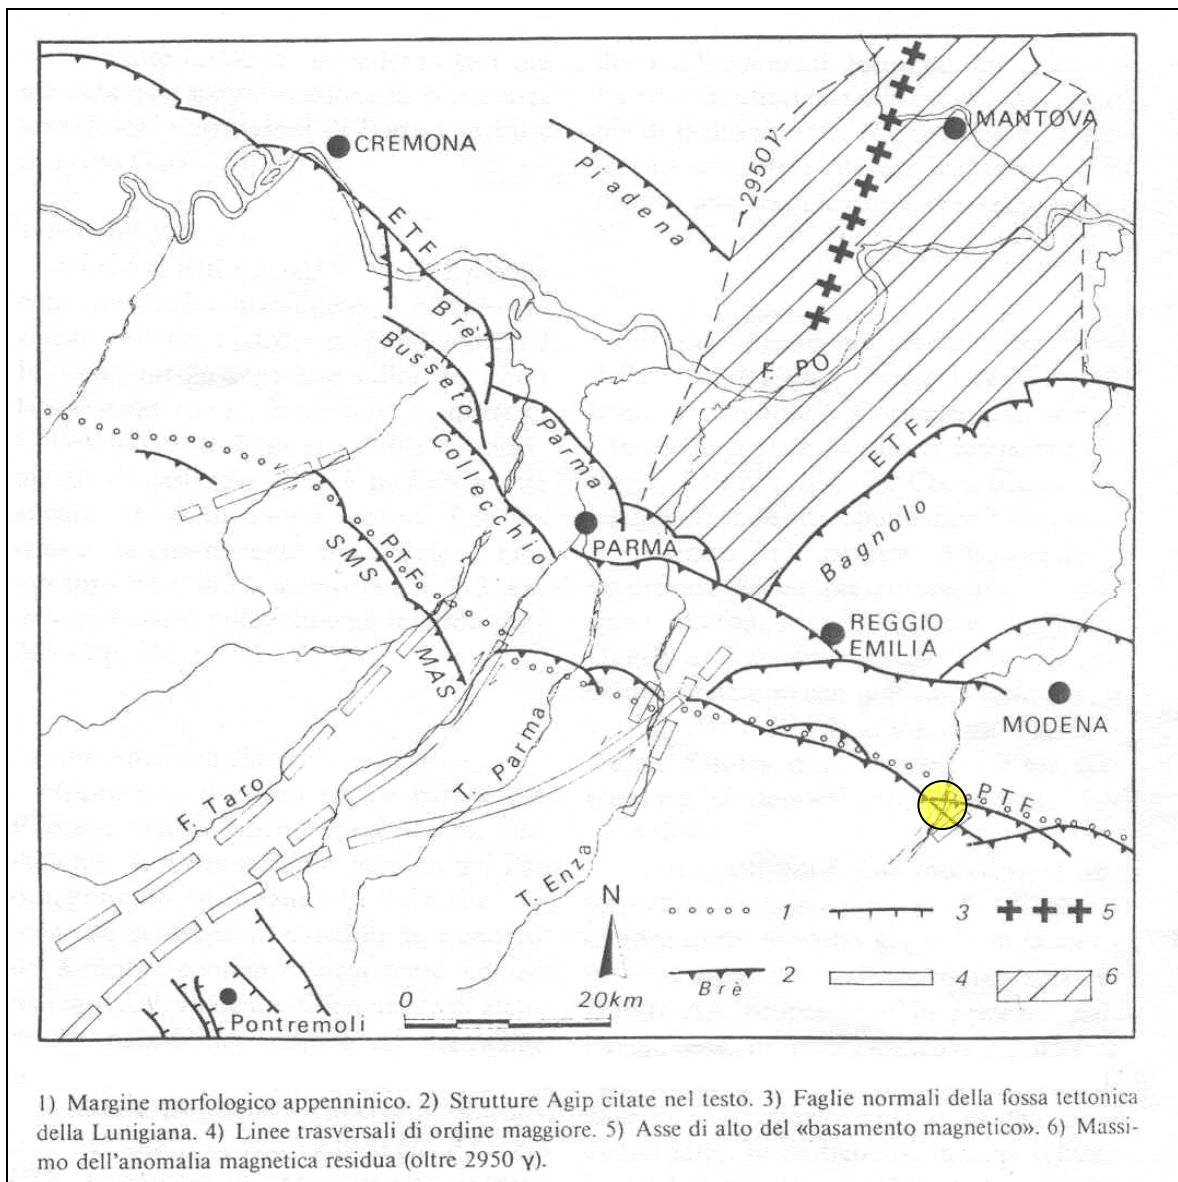 CREMONA
MANTOVA
Piadena
2950 γ
ETF
Brè
Busseto
F. PO
Parma
Collecchio
ETF
Bagnolo
PARMA
P.I.F.
SMS
MAS
REGGIO
EMILIA
MODENA
T. Parma
F. Taro
PTF
T. Enza
N
1
3
5
0
20km
Brè
2
4
6
Pontremoli
1) Margine morfologico appenninico. 2) Strutture Agip citate nel testo. 3) Faglie normali della fossa tettonica
della Lunigiana. 4) Linee trasversali di ordine maggiore. 5) Asse di alto del «basamento magnetico». 6) Massi-
mo dell'anomalia magnetica residua (oltre 2950 γ).